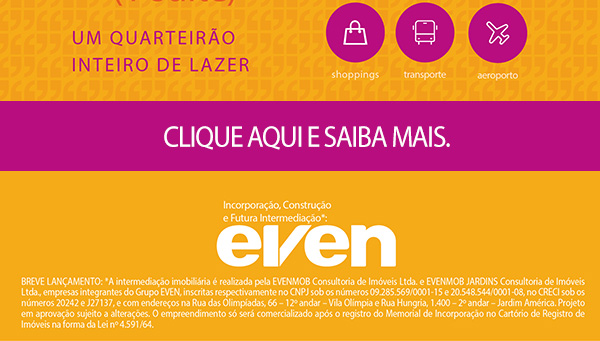 UM QUARTEIRÃO
INTEIRO DE LAZER
shoppings
transporte
aeroporto
CLIQUE AQUI E SAIBA MAIS.
Incorporação, Construção
e Futura Intermediação*:
even
BREVE LANÇAMENTO: *A intermediação imobiliária é realizada pela EVENMOB Consultoria de Imóveis Ltda. e EVENMOB JARDINS Consultoria de Imóveis
Ltda., empresas integrantes do Grupo EVEN, inscritas respectivamente no CNPJ sob os números 09.285.569/0001-15 e 20.548.544/0001-08, no CRECI sob os
números 20242 e J27137, e com endereços na Rua das Olimpíadas, 66 – 12º andar – Vila Olímpia e Rua Hungria, 1.400 – 2º andar – Jardim América. Projeto
em aprovação sujeito a alterações. O empreendimento só será comercializado após o registro do Memorial de Incorporação no Cartório de Registro de
Imóveis na forma da Lei nº 4.591/64.